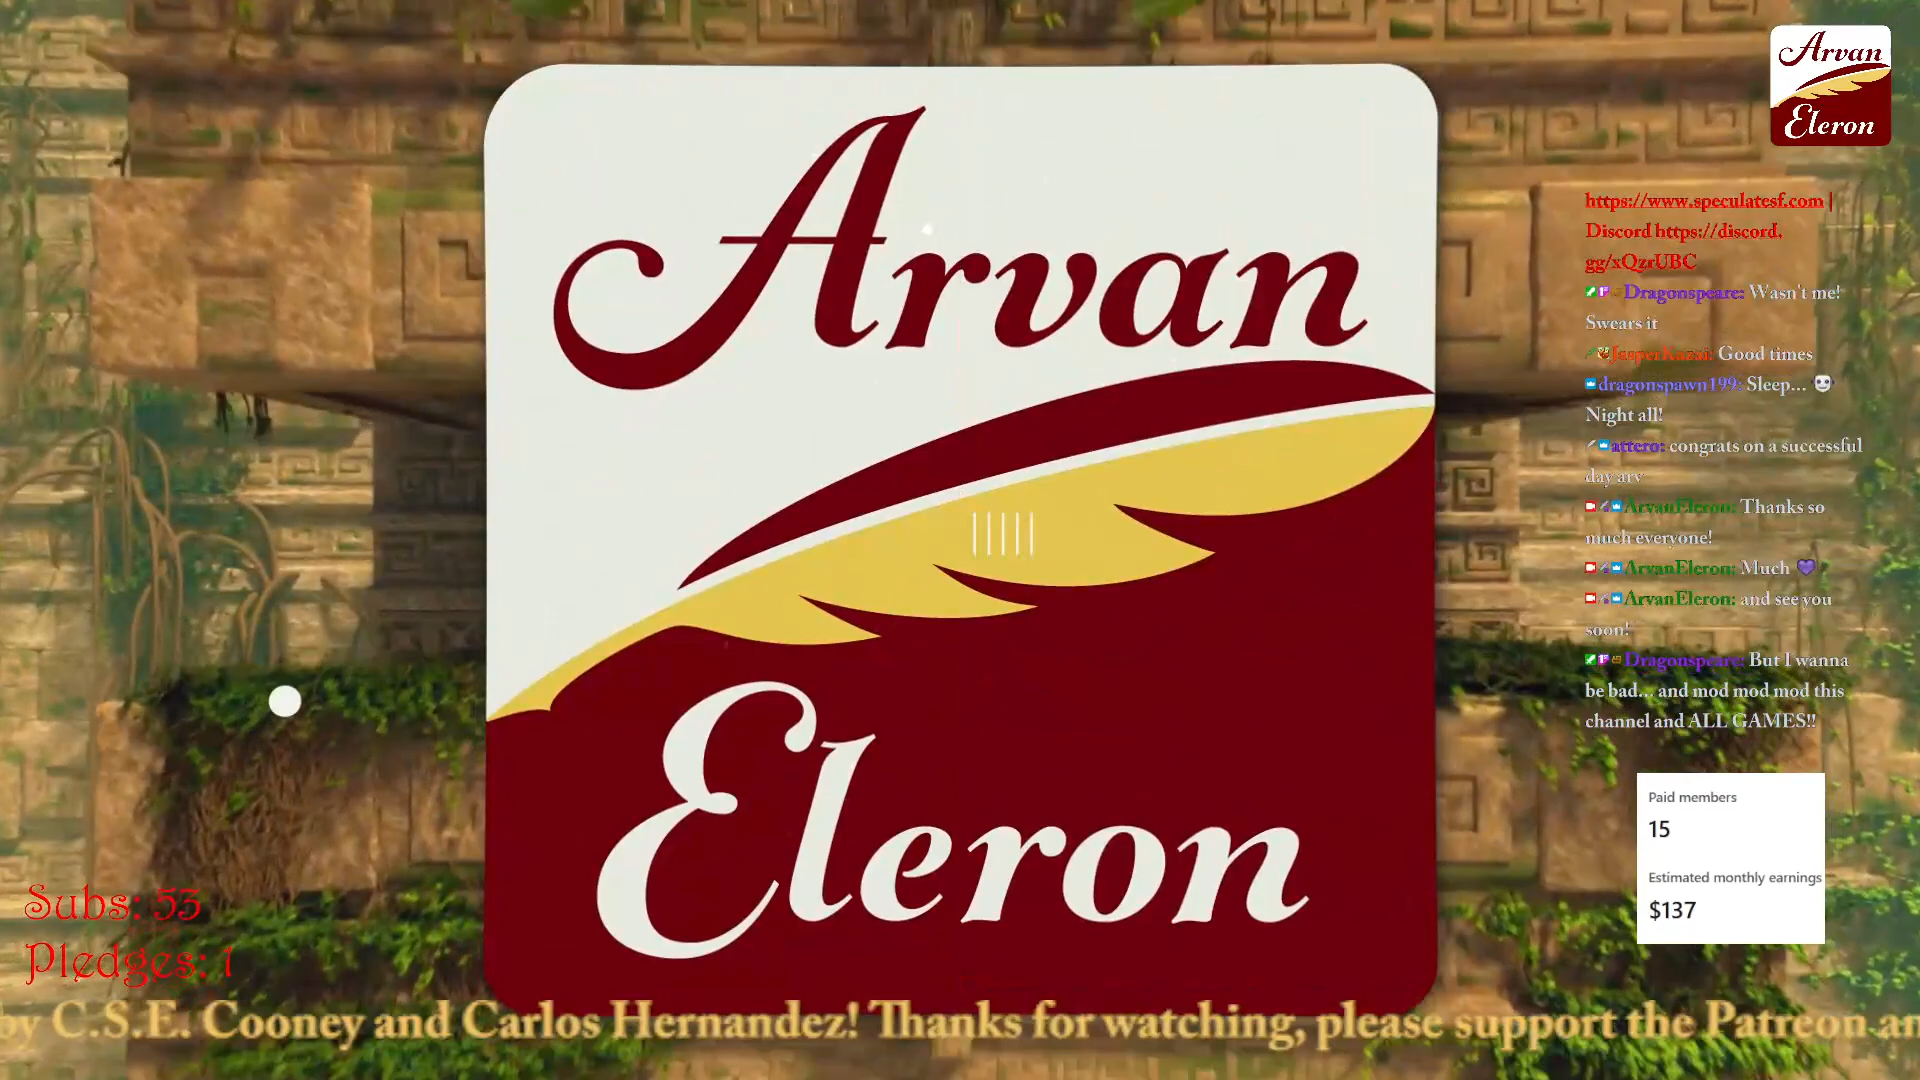 Arvan
Eleron
Arvan
Eleron
https://www.speculatesf.com |
Discord https://discord.
gg/xQzrUBC
Dragonspeare: Wasn't me!
Swears it
JasperKazai: Good times
dragonspawn199: Sleep...
Night all!
attero: congrats on a successful
day arv
ArvanEleron: Thanks so
much everyone!
ArvanEleron: Much
ArvanEleron: and see you
soon!
Dragonspeare: But I wanna
be bad... and mod mod mod this
channel and ALL GAMES!!
Paid members
15
Estimated monthly earnings
$137
Subs: 53
Pledges: 1
by C.S.E. Cooney and Carlos Hernandez! Thanks for watching, please support the Patreon an